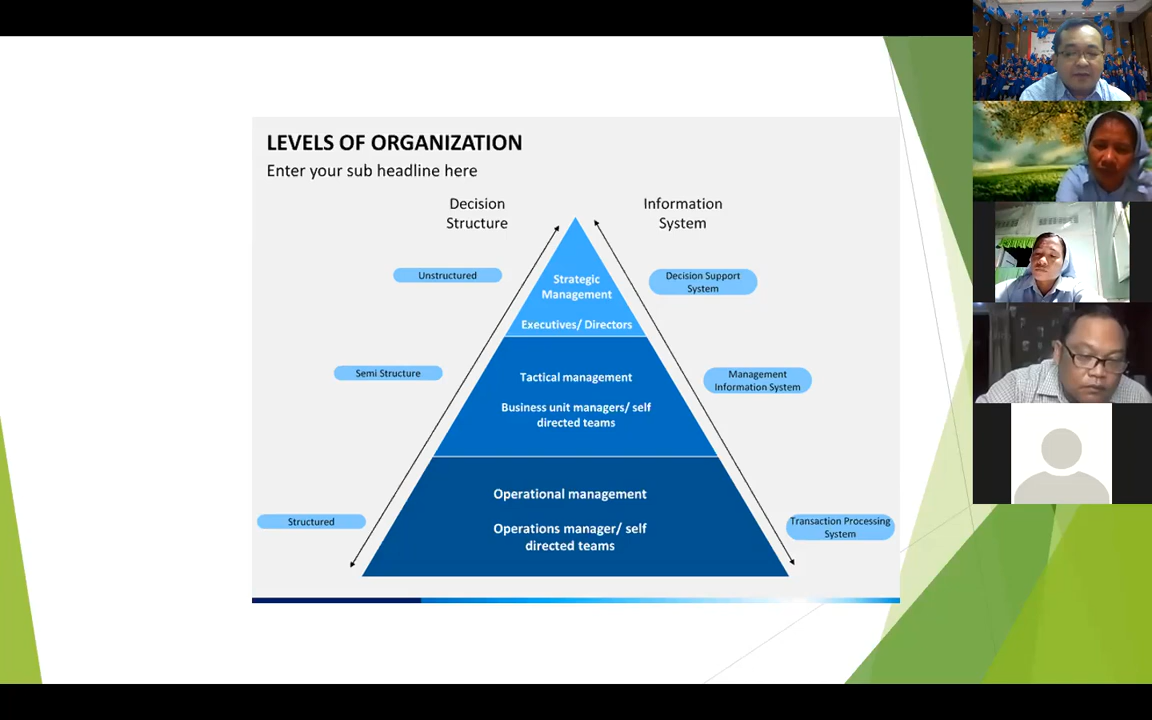 LEVELS OF ORGANIZATION
Enter your sub headline here
Decision
Structure
Information
System
Unstructured
Strategic
Management
Executives/ Directors
Decision Support
System
Semi Structure
Tactical management
Business unit managers/ self
directed teams
Management
Information System
Structured
Operational management
Operations manager/ self
directed teams
Transaction Processing
System